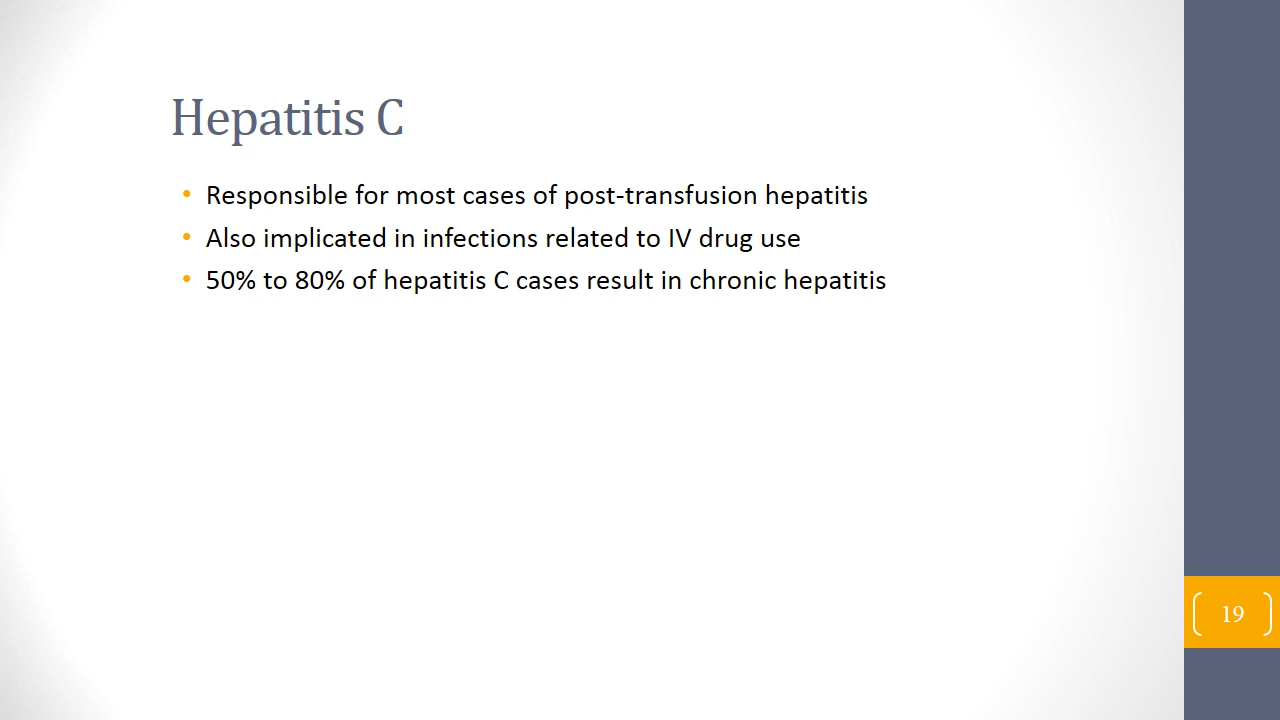 Hepatitis C
• Responsible for most cases of post-transfusion hepatitis
• Also implicated in infections related to IV drug use
• 50% to 80% of hepatitis C cases result in chronic hepatitis
19